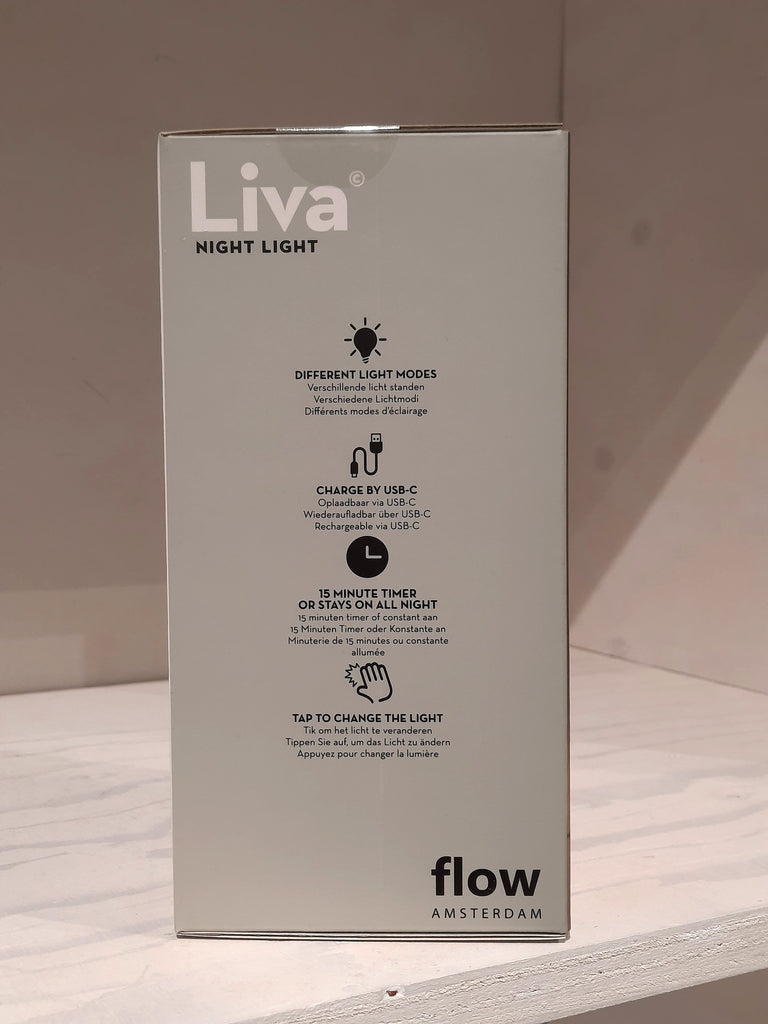 Liva©
NIGHT LIGHT
DIFFERENT LIGHT MODES
Verschillende licht standen
Verschiedene Lichtmodi
Différents modes d'éclairage
CHARGE BY USB-C
Oplaadbaar via USB-C
Wiederaufladbar über USB-C
Rechargeable via USB-C
15 MINUTE TIMER
OR STAYS ON ALL NIGHT
15 minuten timer of constant aan
15 Minuten Timer oder Konstante an
Minuterie de 15 minutes ou constante
allumée
TAP TO CHANGE THE LIGHT
Tik om het licht te veranderen
Tippen Sie auf, um das Licht zu ändern
Appuyez pour changer la lumière
flow
AMSTERDAM